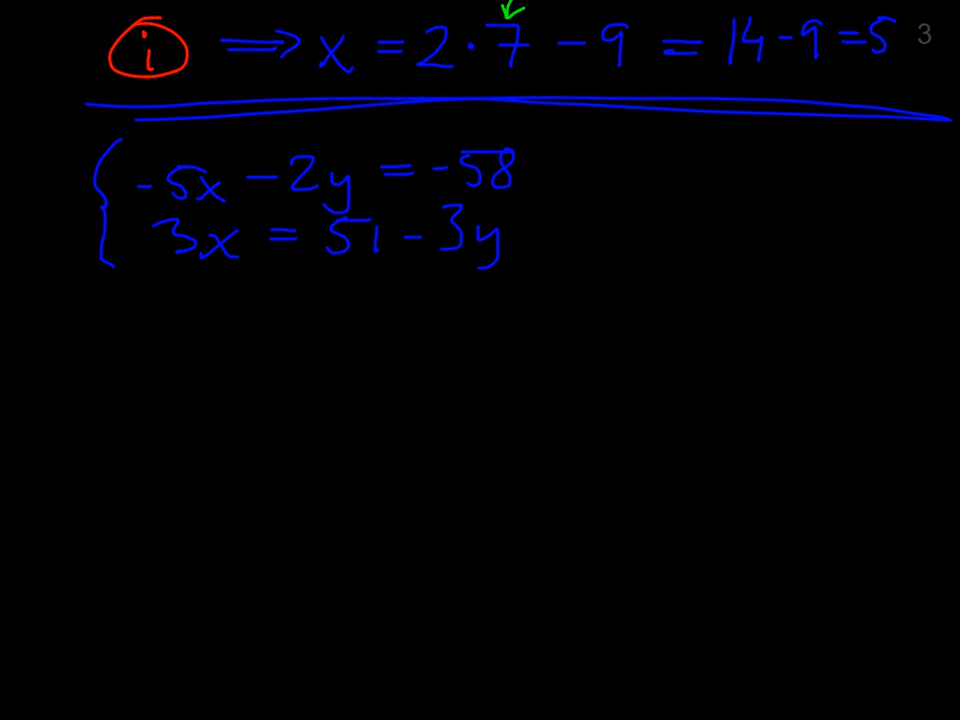 i ⟹ x = 2 · 7 - 9 = 14 - 9 = 5
3
-5x - 2y = -58
3x = 51 - 3y